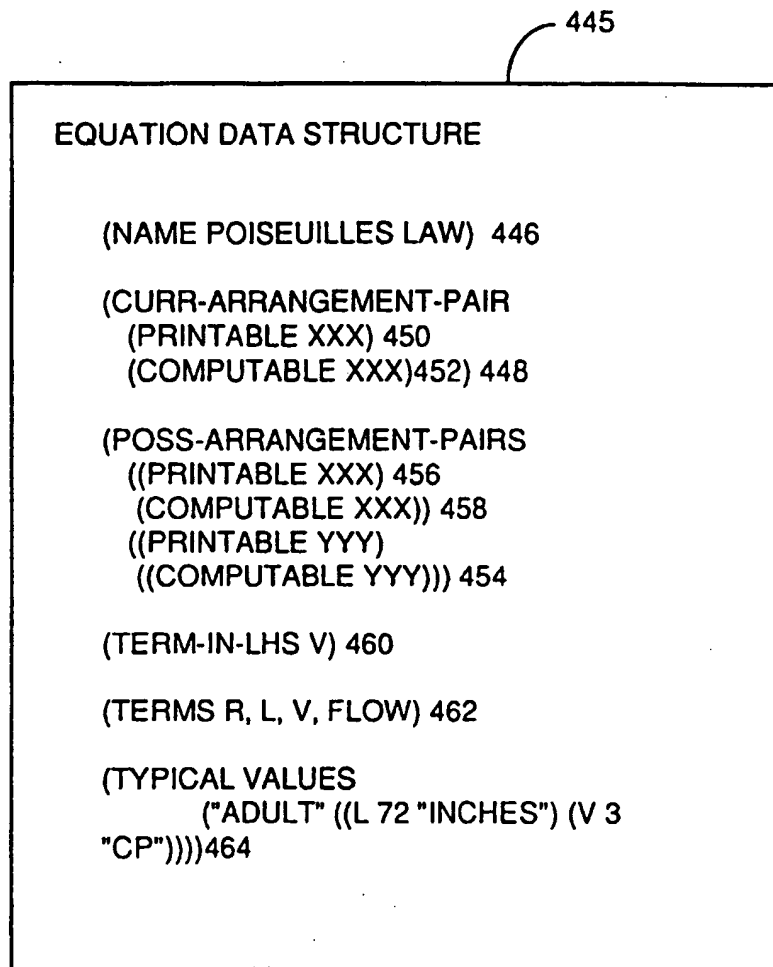 445
EQUATION DATA STRUCTURE
(NAME POISEUILLES LAW) 446
(CURR-ARRANGEMENT-PAIR
(PRINTABLE XXX) 450
(COMPUTABLE XXX)452) 448
(POSS-ARRANGEMENT-PAIRS
((PRINTABLE XXX) 456
(COMPUTABLE XXX)) 458
((PRINTABLE YYY)
((COMPUTABLE YYY))) 454
(TERM-IN-LHS V) 460
(TERMS R, L, V, FLOW) 462
(TYPICAL VALUES
("ADULT" ((L 72 "INCHES") (V 3
"CP"))))464